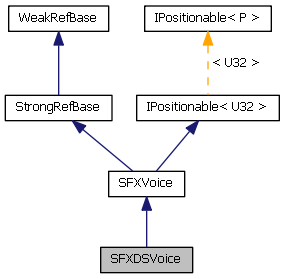 WeakRefBase
IPositionable< P >
< U32 >
StrongRefBase
IPositionable< U32 >
SFXVoice
SFXDSVoice